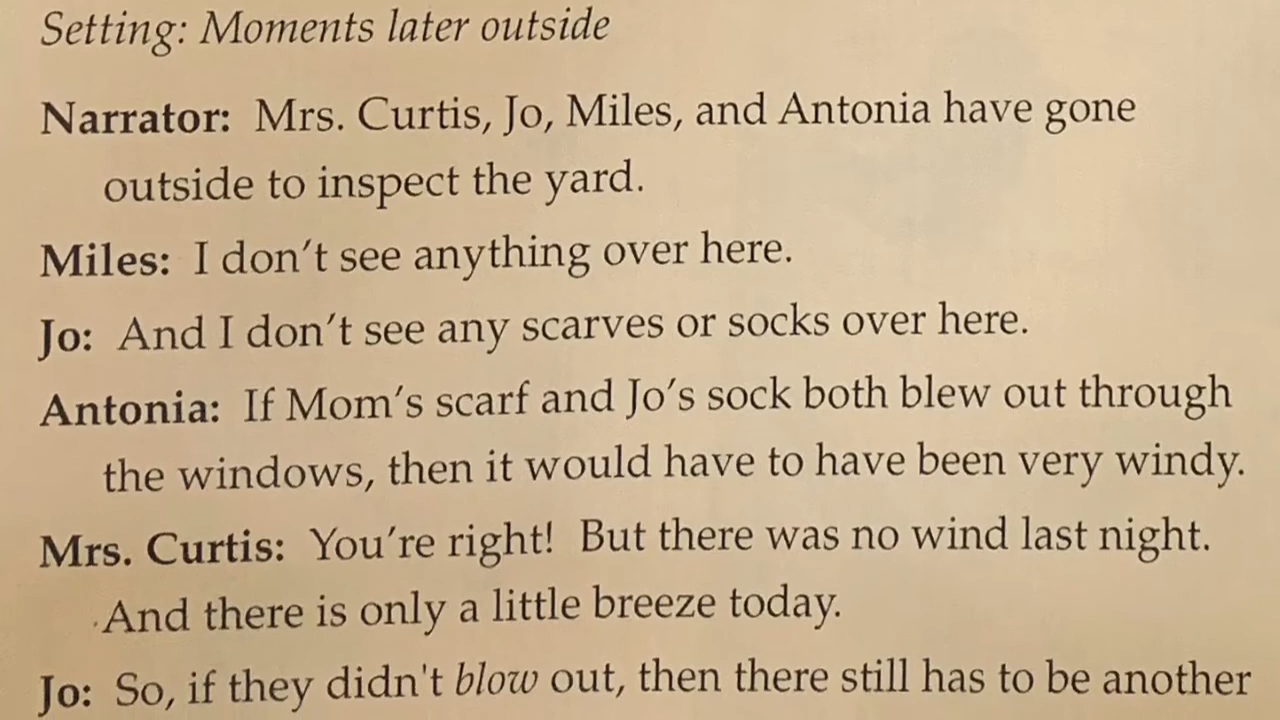 Setting: Moments later outside
Narrator: Mrs. Curtis, Jo, Miles, and Antonia have gone
outside to inspect the yard.
Miles: I don’t see anything over here.
Jo: And I don’t see any scarves or socks over here.
Antonia: If Mom’s scarf and Jo’s sock both blew out through
the windows, then it would have to have been very windy.
Mrs. Curtis: You’re right! But there was no wind last night.
And there is only a little breeze today.
Jo: So, if they didn't blow out, then there still has to be another